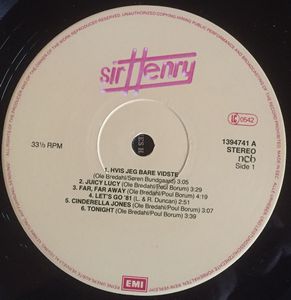 sir Henry
LC 0542
33⅓ RPM
1394741 A
STEREO
ncb
Side 1
1. HVIS JEG BARE VIDSTE
(Ole Bredahl/Søren Bundgaard) 3:05
2. JUICY LUCY (Ole Bredahl/Poul Borum) 3:29
3. FAR, FAR AWAY (Ole Bredahl/Poul Borum) 4:19
4. LET'S GO '81 (L. & R. Duncan) 2:51
5. CINDERELLA JONES (Ole Bredahl/Poul Borum) 3:51
6. TONIGHT (Ole Bredahl/Poul Borum) 3:39
EMI